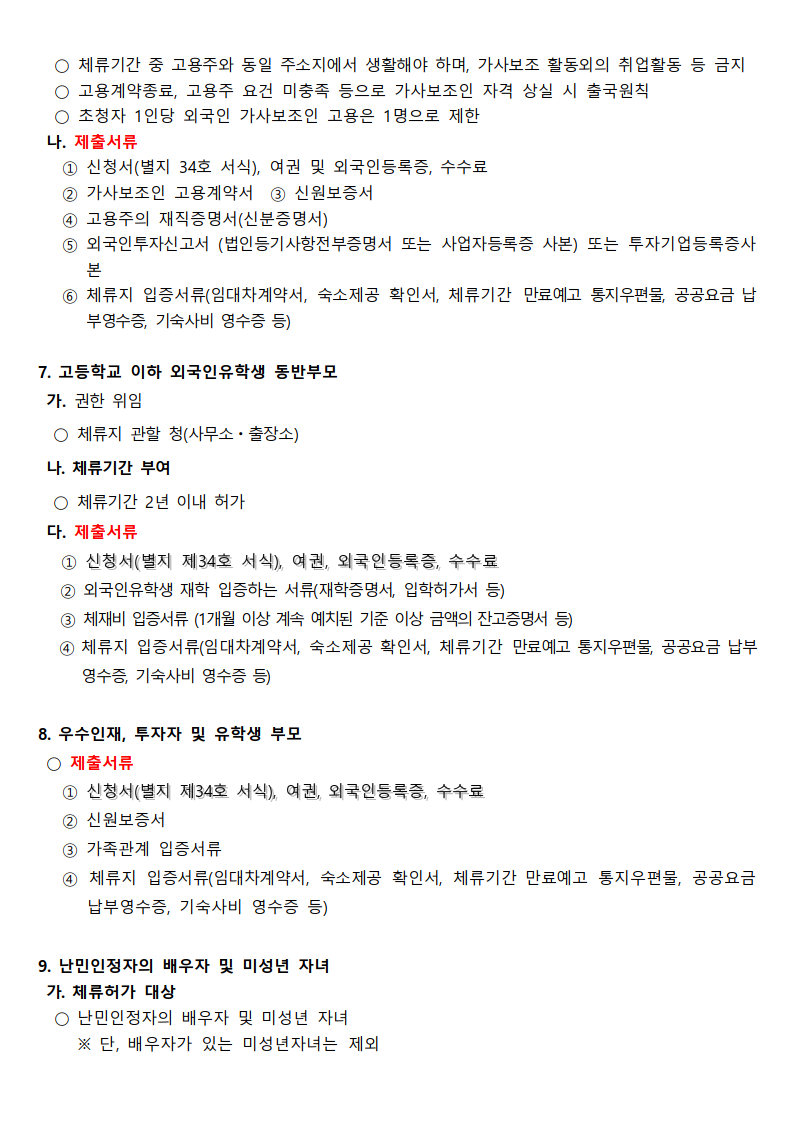 ○ 체류기간 중 고용주와 동일 주소지에서 생활해야 하며, 가사보조 활동외의 취업활동 등 금지
○ 고용계약종료, 고용주 요건 미충족 등으로 가사보조인 자격 상실 시 출국원칙
○ 초청자 1인당 외국인 가사보조인 고용은 1명으로 제한
나. 제출서류
① 신청서(별지 34호 서식), 여권 및 외국인등록증, 수수료
② 가사보조인 고용계약서 ③ 신원보증서
④ 고용주의 재직증명서(신분증명서)
⑤ 외국인투자신고서 (법인등기사항전부증명서 또는 사업자등록증 사본) 또는 투자기업등록증사
본
⑥ 체류지 입증서류(임대차계약서, 숙소제공 확인서, 체류기간 만료예고 통지우편물, 공공요금 납
부영수증, 기숙사비 영수증 등)
7. 고등학교 이하 외국인유학생 동반부모
가. 권한 위임
○ 체류지 관할 청(사무소・출장소)
나. 체류기간 부여
○ 체류기간 2년 이내 허가
다. 제출서류
① 신청서(별지 제34호 서식), 여권, 외국인등록증, 수수료
② 외국인유학생 재학 입증하는 서류(재학증명서, 입학허가서 등)
③ 체재비 입증서류 (1개월 이상 계속 예치된 기준 이상 금액의 잔고증명서 등)
④ 체류지 입증서류(임대차계약서, 숙소제공 확인서, 체류기간 만료예고 통지우편물, 공공요금 납부
영수증, 기숙사비 영수증 등)
8. 우수인재, 투자자 및 유학생 부모
○ 제출서류
① 신청서(별지 제34호 서식), 여권, 외국인등록증, 수수료
② 신원보증서
③ 가족관계 입증서류
④ 체류지 입증서류(임대차계약서, 숙소제공 확인서, 체류기간 만료예고 통지우편물, 공공요금
납부영수증, 기숙사비 영수증 등)
9. 난민인정자의 배우자 및 미성년 자녀
가. 체류허가 대상
○ 난민인정자의 배우자 및 미성년 자녀
※ 단, 배우자가 있는 미성년자녀는 제외